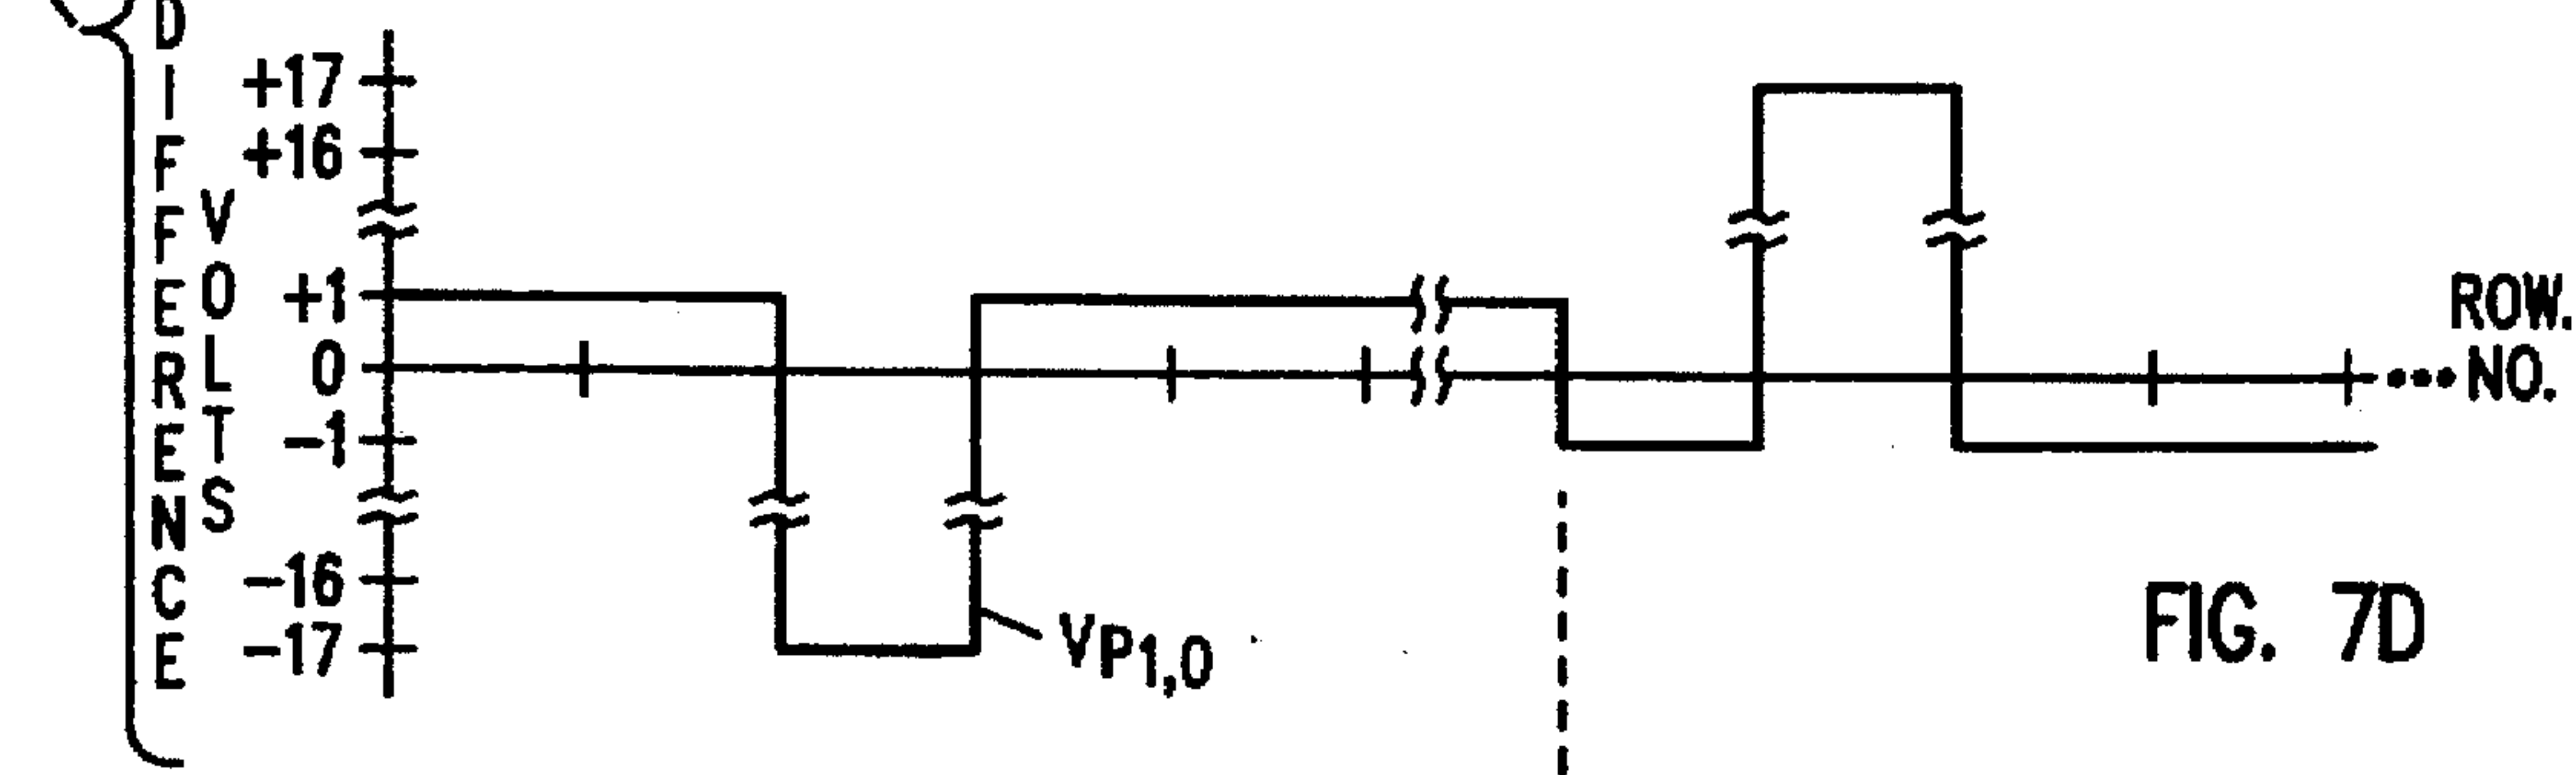 DIFFERENCE
VOLTS
+17
+16
+1
0
-1
-16
-17
VP1,0
ROW.
NO.
FIG. 7D